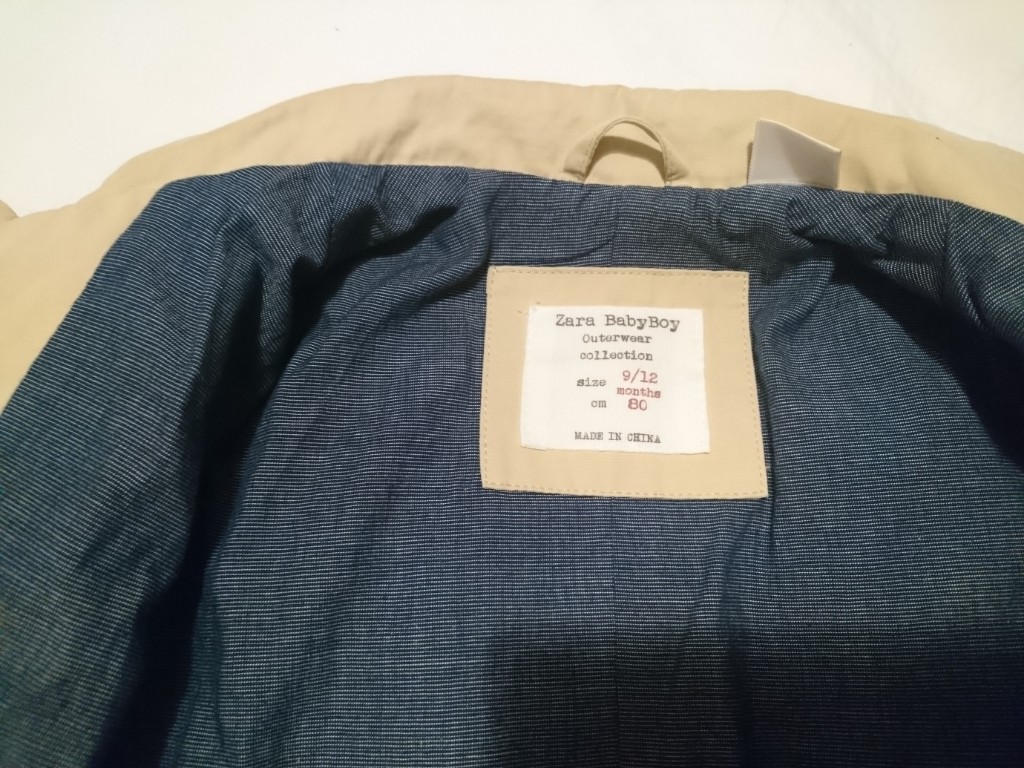 Zara BabyBoy
Outerwear
collection
size 9/12
months
cm 80
MADE IN CHINA